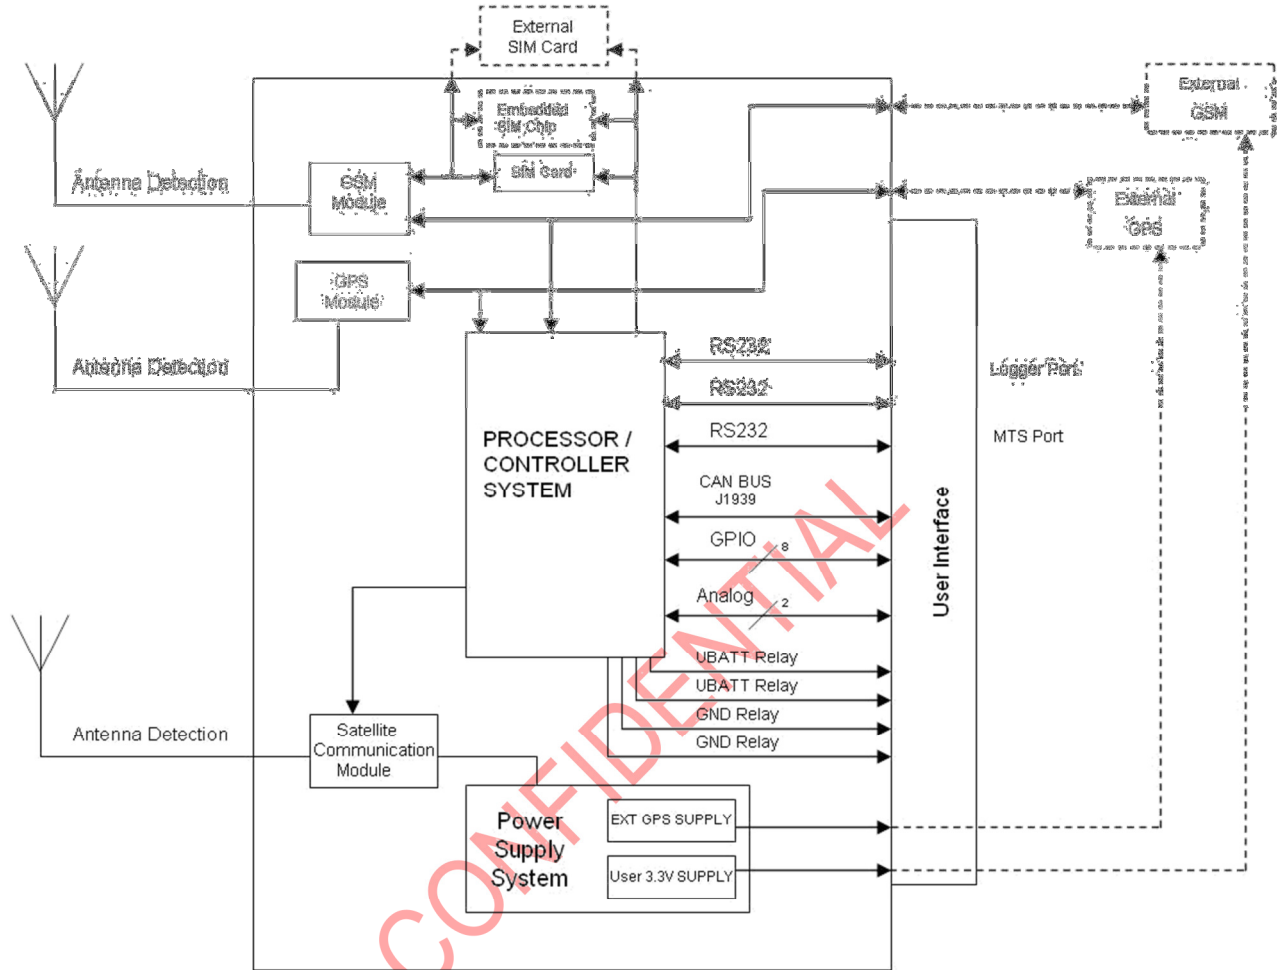 External
SIM Card
Embedded
SIM Chip
SIM Card
External
GSM
External
GPS
Antenna Detection
GSM
Module
GPS
Module
Antenna Detection
RS232
RS232
RS232
Logger Port
MTS Port
PROCESSOR /
CONTROLLER
SYSTEM
CAN BUS
J1939
GPIO
8
Analog
2
User Interface
UBATT Relay
UBATT Relay
GND Relay
GND Relay
Antenna Detection
Satellite
Communication
Module
Power
Supply
System
EXT GPS SUPPLY
User 3.3V SUPPLY
CONFIDENTIAL